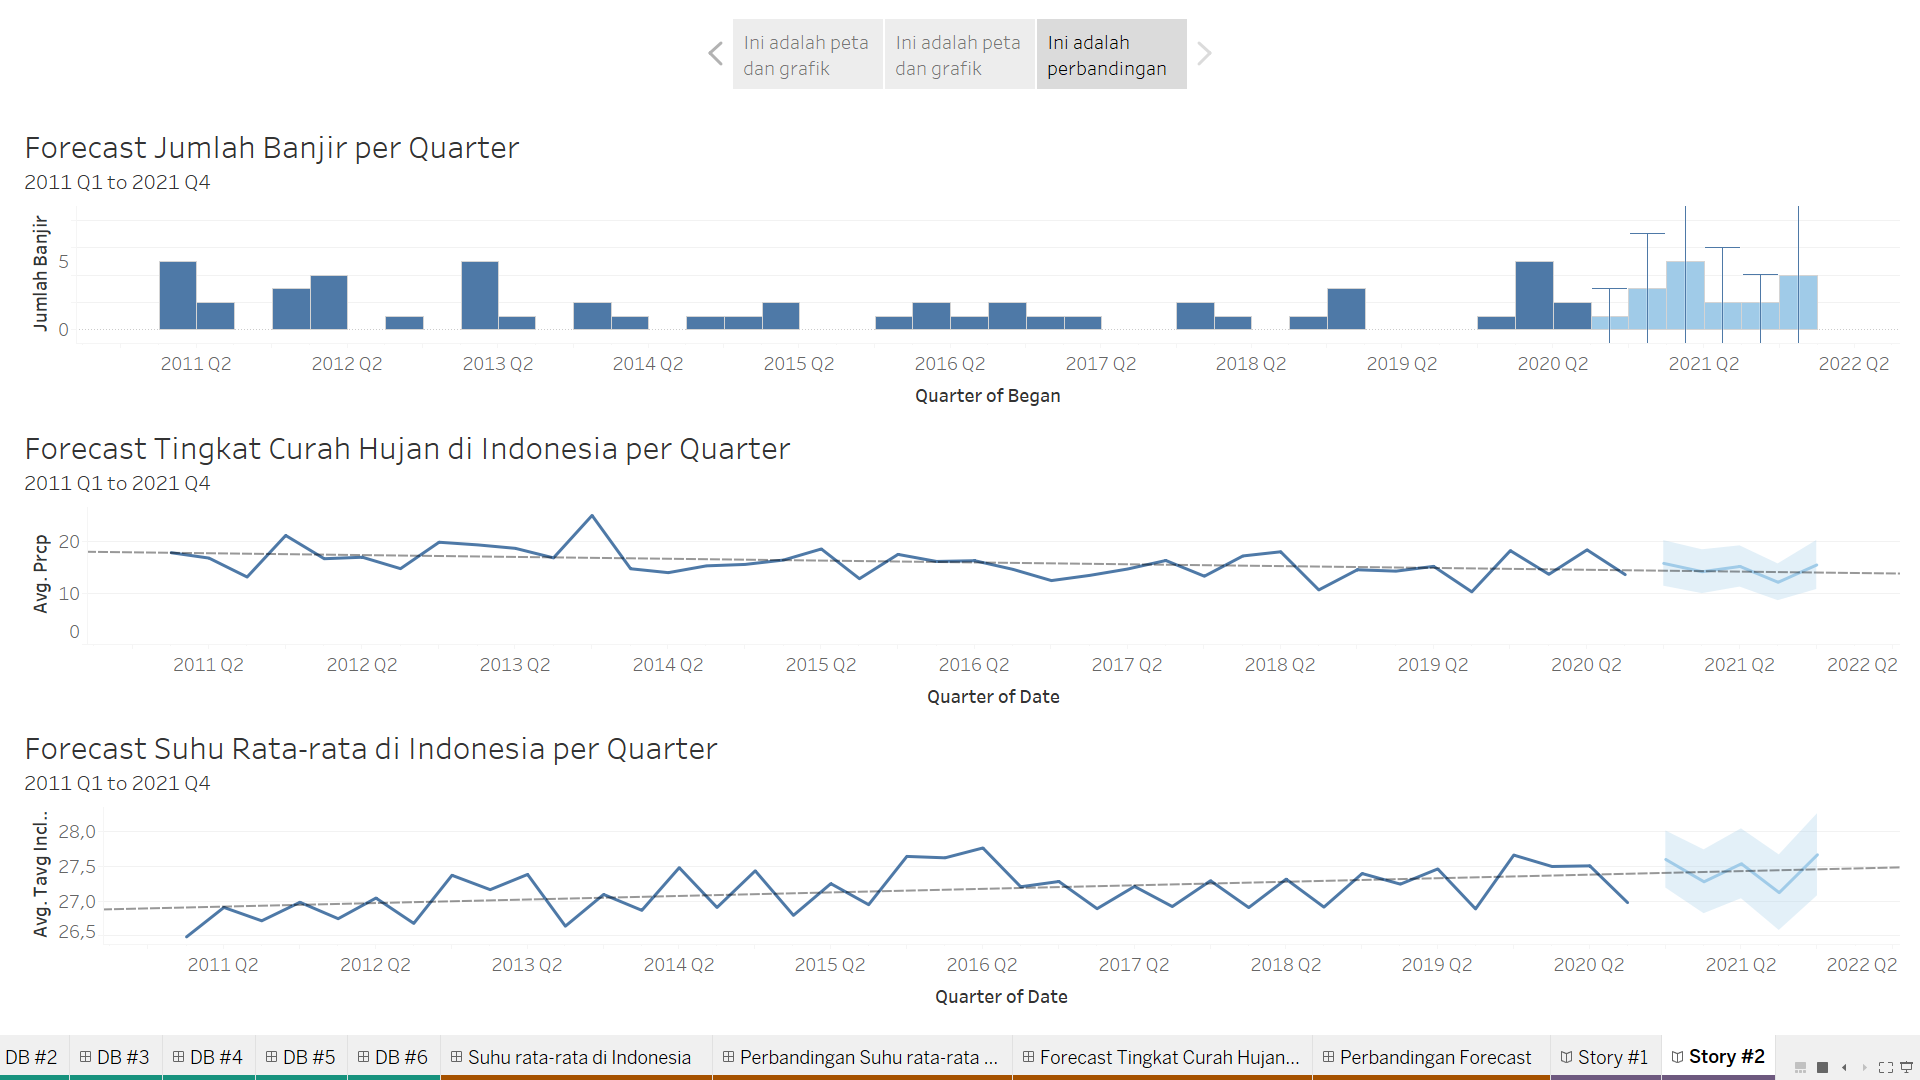 Ini adalah peta
dan grafik
Ini adalah peta
dan grafik
Ini adalah
perbandingan
Forecast Jumlah Banjir per Quarter
2011 Q1 to 2021 Q4
Jumlah Banjir
5
0
2011 Q2 2012 Q2 2013 Q2 2014 Q2 2015 Q2 2016 Q2 2017 Q2 2018 Q2 2019 Q2 2020 Q2 2021 Q2 2022 Q2
Quarter of Began
Forecast Tingkat Curah Hujan di Indonesia per Quarter
2011 Q1 to 2021 Q4
Avg. Prcp
20
10
0
2011 Q2 2012 Q2 2013 Q2 2014 Q2 2015 Q2 2016 Q2 2017 Q2 2018 Q2 2019 Q2 2020 Q2 2021 Q2 2022 Q2
Quarter of Date
Forecast Suhu Rata-rata di Indonesia per Quarter
2011 Q1 to 2021 Q4
Avg. Tavg Incl..
28,0
27,5
27,0
26,5
2011 Q2 2012 Q2 2013 Q2 2014 Q2 2015 Q2 2016 Q2 2017 Q2 2018 Q2 2019 Q2 2020 Q2 2021 Q2 2022 Q2
Quarter of Date
DB #2 DB #3 DB #4 DB #5 DB #6 Suhu rata-rata di Indonesia Perbandingan Suhu rata-rata ... Forecast Tingkat Curah Hujan... Perbandingan Forecast Story #1 Story #2